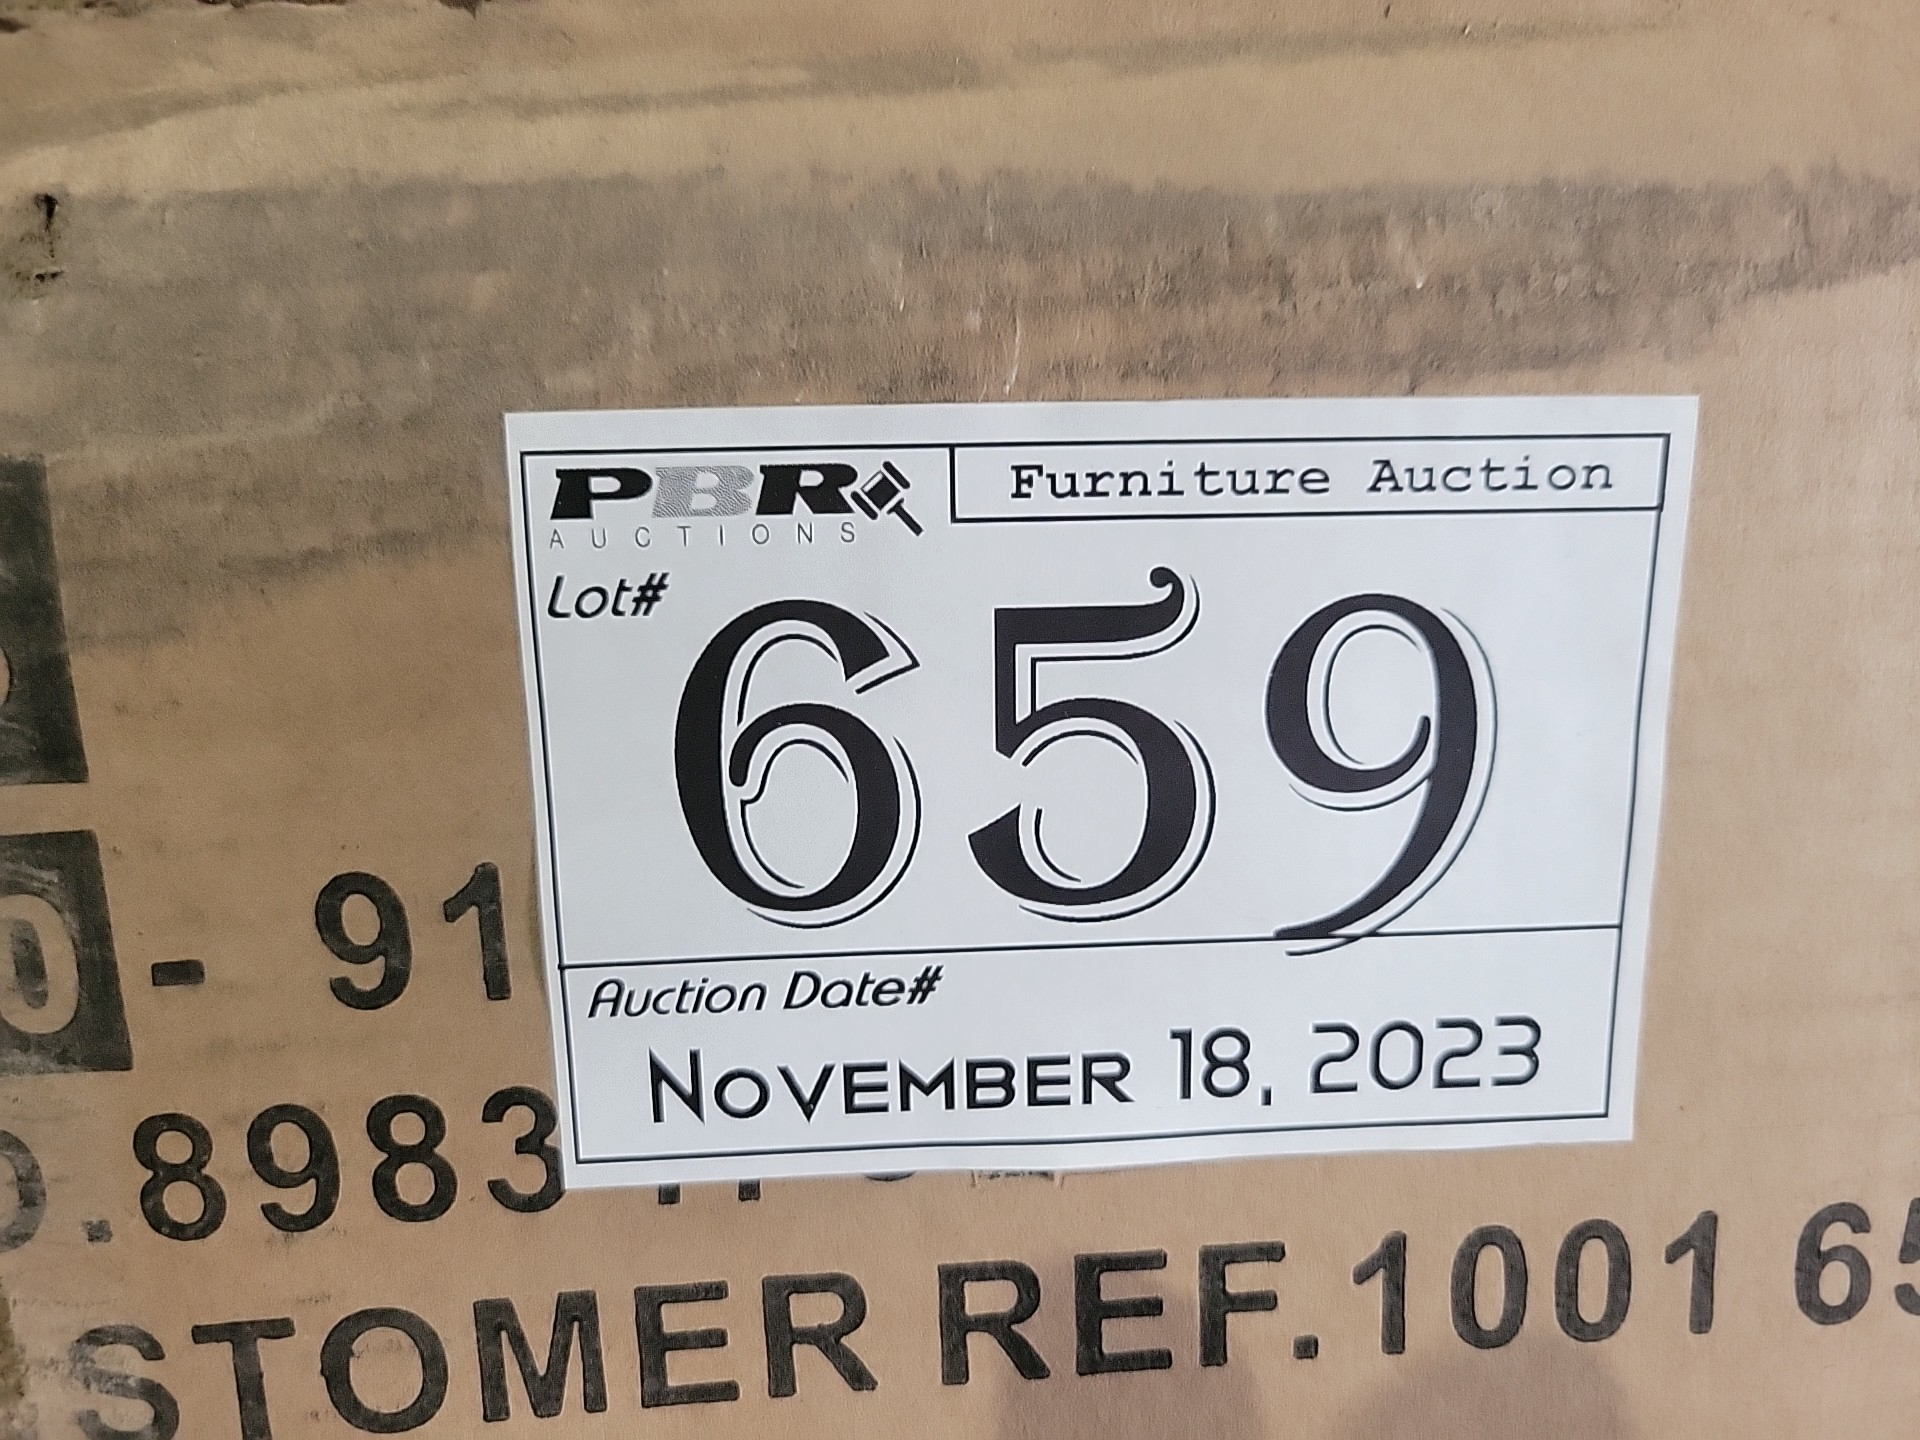 PBR
AUCTIONS
Furniture Auction
Lot#
659
Auction Date#
November 18, 2023
- 91
.8983
STOMER REF.1001 65